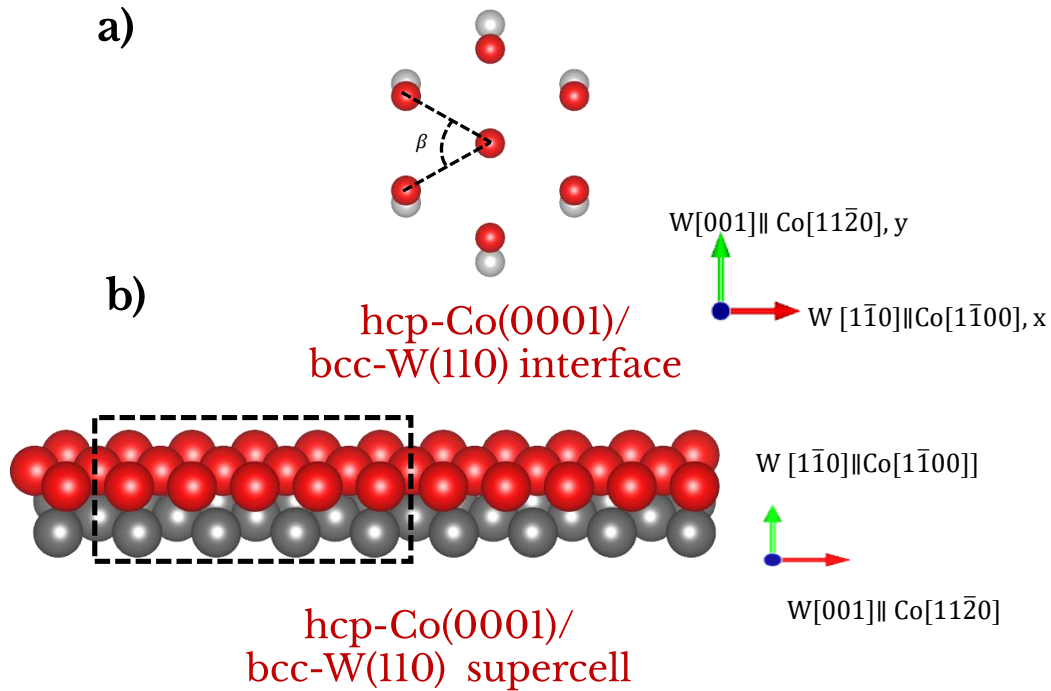 a)
β
W[001]‖ Co[112̅0], y
W [11̅0]‖Co[11̅00], x
b)
hcp-Co(0001)/
bcc-W(110) interface
W [11̅0]‖Co[11̅00]]
W[001]‖ Co[112̅0]
hcp-Co(0001)/
bcc-W(110) supercell